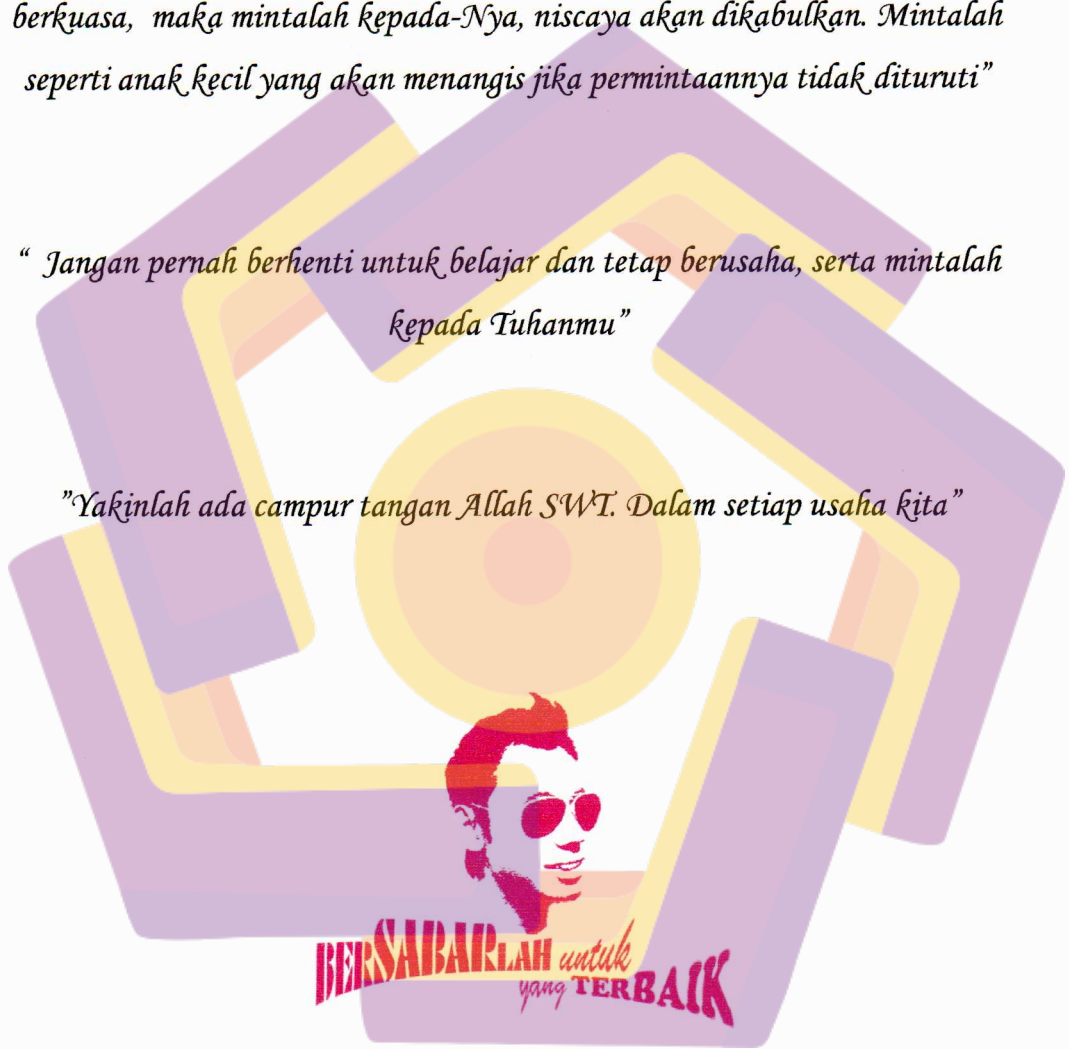 berkuasa, maka mintalah kepada-Nya, niscaya akan dikabulkan. Mintalah
seperti anak kecil yang akan menangis jika permintaannya tidak dituruti”
“ Jangan pernah berhenti untuk belajar dan tetap berusaha, serta mintalah
kepada Tuhanmu”
”Yakinlah ada campur tangan Allah SWT. Dalam setiap usaha kita”
BERSABARLAH untuk
yang TERBAIK